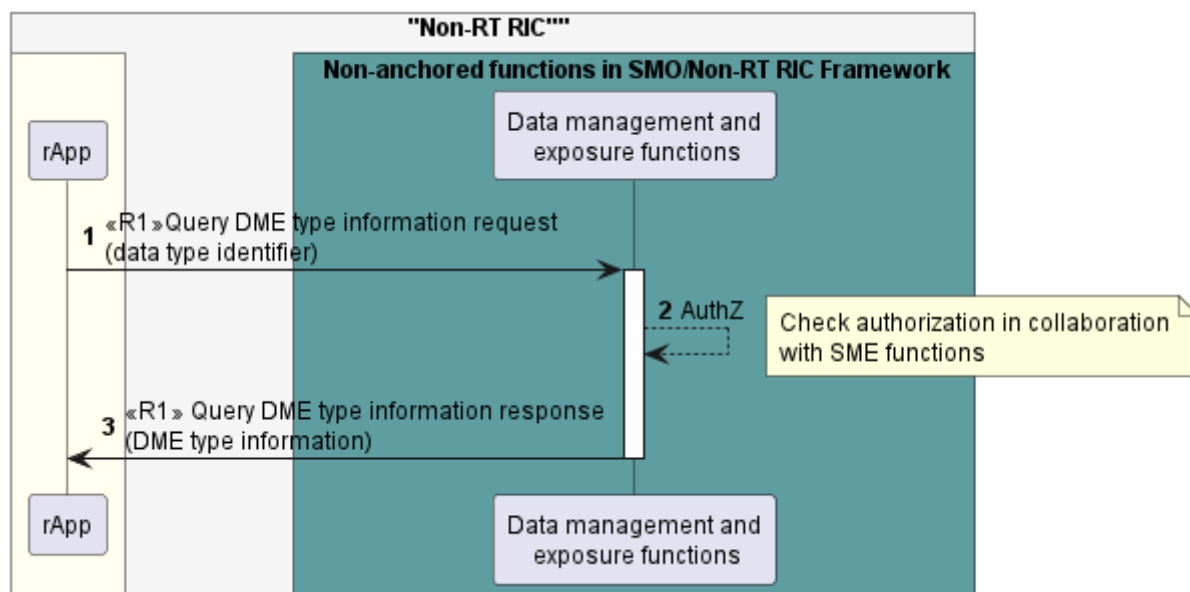 "Non-RT RIC""
Non-anchored functions in SMO/Non-RT RIC Framework
rApp
Data management and
exposure functions
1 «R1»Query DME type information request
(data type identifier)
2 AuthZ
Check authorization in collaboration
with SME functions
3 «R1» Query DME type information response
(DME type information)
rApp
Data management and
exposure functions